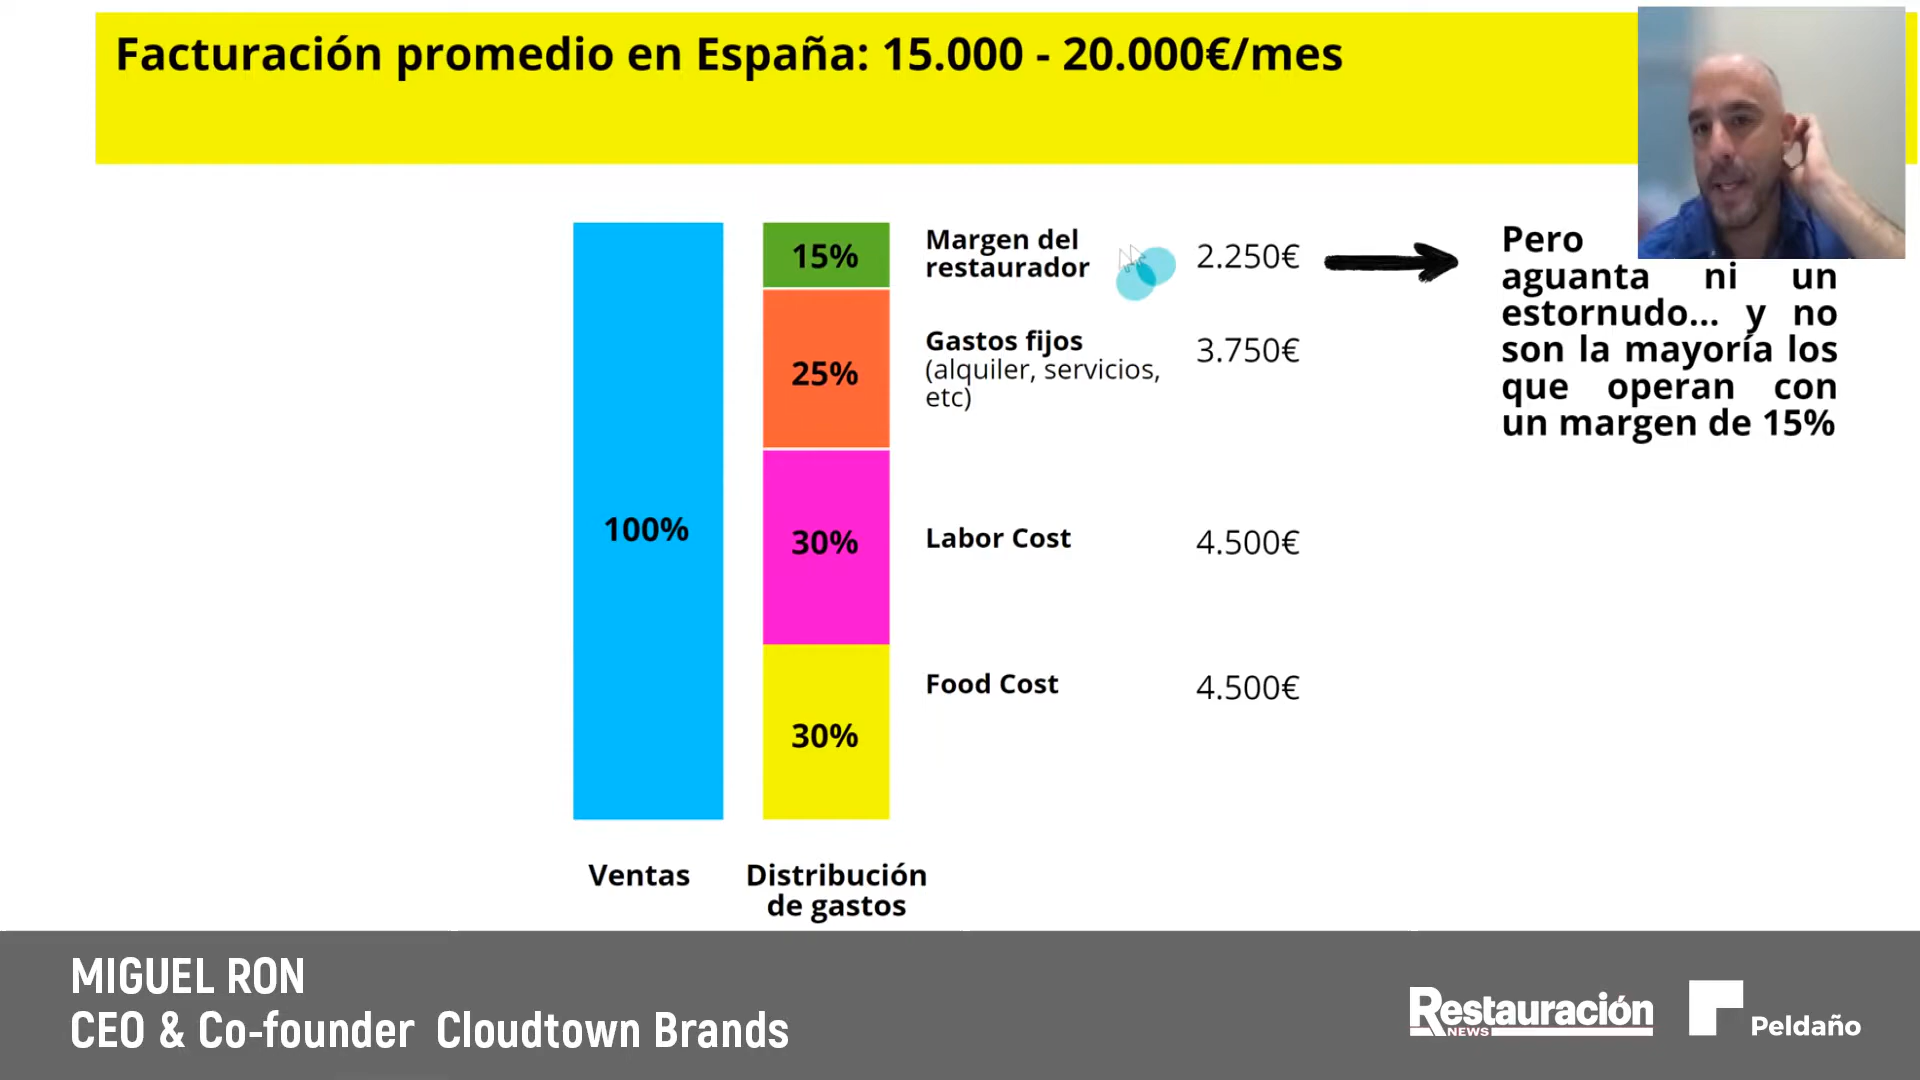 Facturación promedio en España: 15.000 - 20.000€/mes
15%
Margen del
restaurador
2.250€
Pero
aguanta ni un
estornudo... y no
son la mayoría los
que operan con
un margen de 15%
25%
Gastos fijos
(alquiler, servicios,
etc)
3.750€
100%
30%
Labor Cost
4.500€
30%
Food Cost
4.500€
Ventas
Distribución
de gastos
MIGUEL RON
CEO & Co-founder Cloudtown Brands
Restauración
NEWS
Peldaño